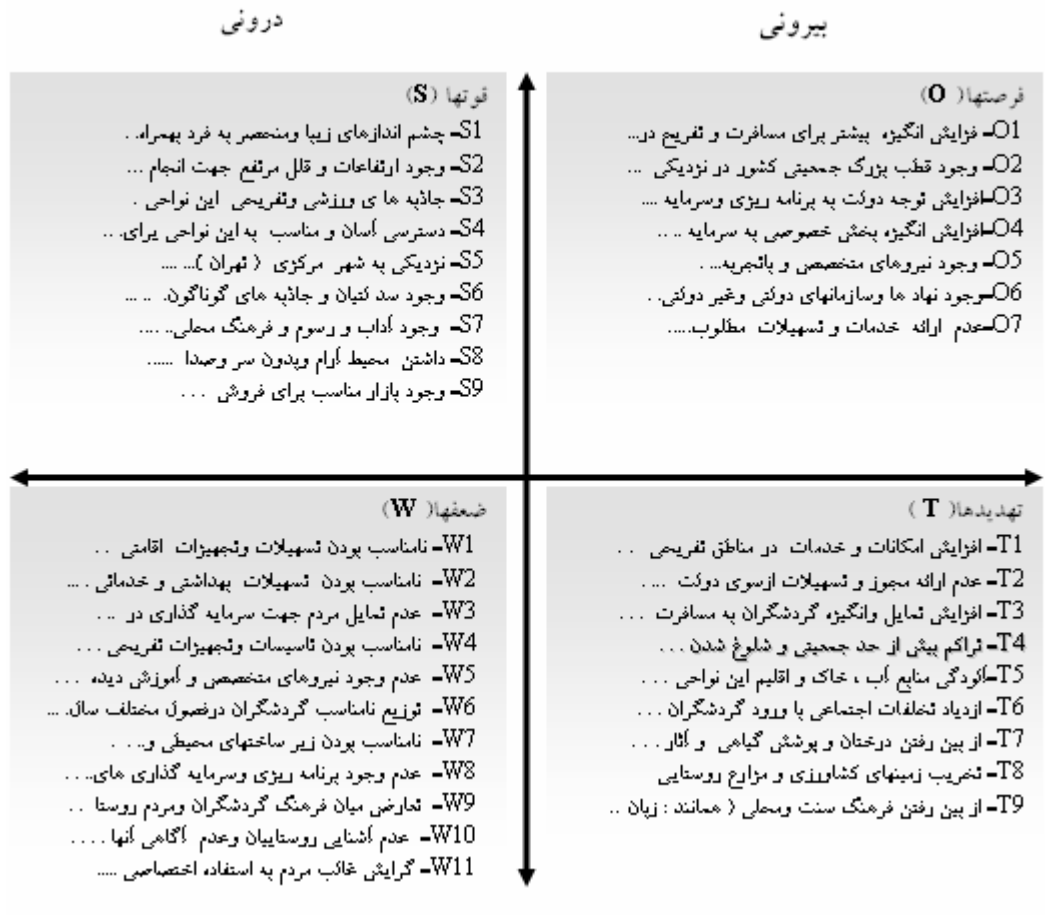 درونی
بیرونی
قوتها (S)
S1- چشم اندازهای زیبا ومنحصر به فرد بهمراه. .
S2- وجود ارتفاعات و قلل مرتفع جهت انجام ...
S3- جاذبه ها ی ورزشی وتفریحی این نواحی .
S4- دسترسی آسان و مناسب به این نواحی برای. ..
S5- نزدیکی به شهر مرکزی ( تهران )... ....
S6- وجود سد لتیان و جاذبه های گوناگون. .. ...
S7- وجود آداب و رسوم و فرهنگ محلی.. ....
S8- داشتن محیط آرام وبدون سر وصدا .....
S9- وجود بازار مناسب برای فروش . . .
فرصتها( O)
O1- فزایش انگیزه بیشتر برای مسافرت و تفریح در...
O2- وجود قطب بزرگ جمعیتی کشور در نزدیکی ...
O3-افزایش توجه دولت به برنامه ریزی وسرمایه ....
O4-افزایش انگیزه بخش خصوصی به سرمایه .. ..
O5- وجود نیروهای متخصص و باتجربه... .
O6-وجود نهاد ها وسازمانهای دولتی وغیر دولتی. .
O7-عدم ارائه خدمات و تسهیلات مطلوب.....
ضعفها( W)
W1- نامناسب بودن تسهیلات وتجهیزات اقامتی . .
W2- نامناسب بودن تسهیلات بهداشتی و خدماتی . ...
W3- عدم تمایل مردم جهت سرمایه گذاری در .. .
W4- نامناسب بودن تاسیسات وتجهیزات تفریحی . ..
W5- عدم وجود نیروهای متخصص و آموزش دیده . ..
W6- توزیع نامناسب گردشگران درفصول مختلف سال. ...
W7- نامناسب بودن زیر ساختهای محیطی و.. . .
W8- عدم وجود برنامه ریزی وسرمایه گذاری های.. . .
W9- تعارض میان فرهنگ گردشگران ومردم روستا . .
W10- عدم آشنایی روستاییان وعدم آگاهی آنها . . . .
W11- گرایش غالب مردم به استفاده اختصاصی .....
تهدیدها( T )
T1- افزایش امکانات و خدمات در مناطق تفریحی . .
T2- عدم ارائه مجوز و تسهیلات ازسوی دولت .. . .
T3- افزایش تمایل وانگیزه گردشگران به مسافرت . . .
T4- تراکم بیش از حد جمعیتی و شلوغ شدن . . .
T5-آلودگی منابع آب ، خاک و اقلیم این نواحی . . .
T6- ازدیاد تخلفات اجتماعی با ورود گردشگران . . .
T7- از بین رفتن درختان و پوشش گیاهی و آثار. . . .
T8- تخریب زمینهای کشاورزی و مزارع روستایی
T9- از بین رفتن فرهنگ سنت ومحلی ( همانند : زبان ..